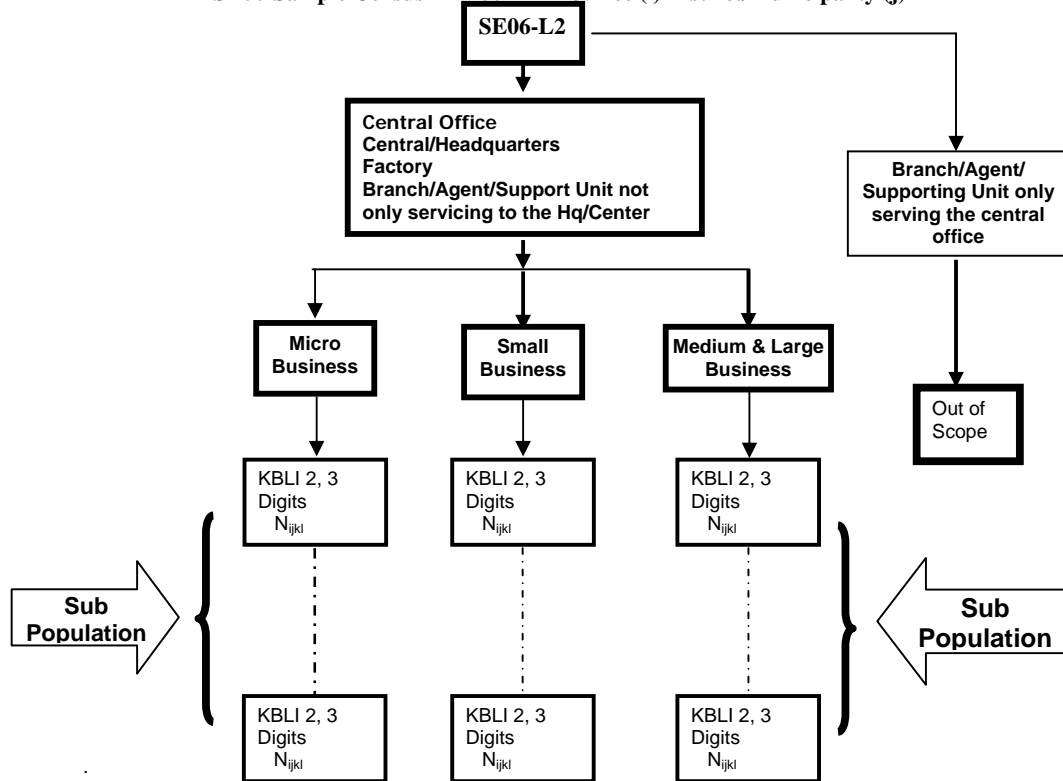 SE06-L2
Central Office
Central/Headquarters
Factory
Branch/Agent/Support Unit not
only servicing to the Hq/Center
Branch/Agent/
Supporting Unit only
serving the central
office
Micro
Business
Small
Business
Medium & Large
Business
Out of
Scope
KBLI 2, 3
Digits
Nijkl
KBLI 2, 3
Digits
Nijkl
KBLI 2, 3
Digits
Nijkl
Sub
Population
Sub
Population
KBLI 2, 3
Digits
Nijkl
KBLI 2, 3
Digits
Nijkl
KBLI 2, 3
Digits
Nijkl